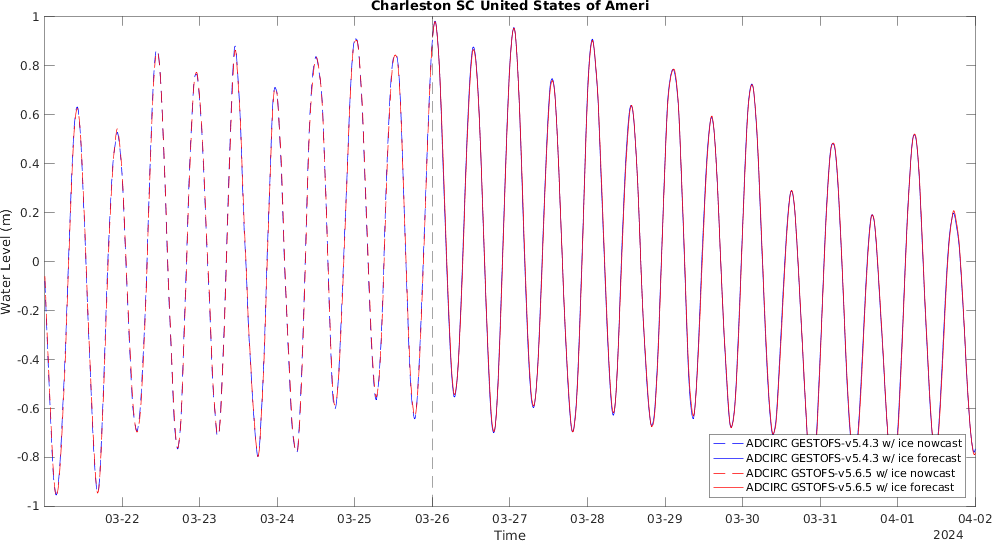 Charleston SC United States of Ameri
1
0.8
0.6
0.4
0.2
0
-0.2
-0.4
-0.6
-0.8
-1
Water Level (m)
ADCIRC GESTOFS-v5.4.3 w/ ice nowcast
ADCIRC GESTOFS-v5.4.3 w/ ice forecast
ADCIRC GSTOFS-v5.6.5 w/ ice nowcast
ADCIRC GSTOFS-v5.6.5 w/ ice forecast
03-22 03-23 03-24 03-25 03-26 03-27 03-28 03-29 03-30 03-31 04-01 04-02
Time 2024